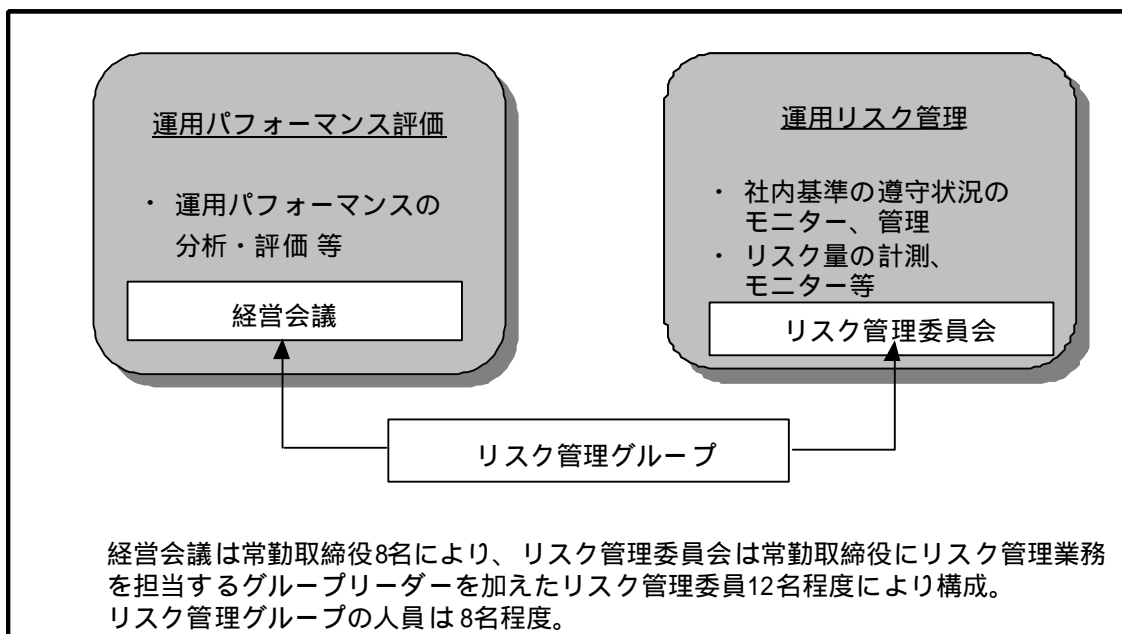 運用パフォーマンス評価
・ 運用パフォーマンスの
分析・評価 等
経営会議
運用リスク管理
・ 社内基準の遵守状況の
モニター、管理
・ リスク量の計測、
モニター等
リスク管理委員会
リスク管理グループ
経営会議は常勤取締役8名により、リスク管理委員会は常勤取締役にリスク管理業務
を担当するグループリーダーを加えたリスク管理委員12名程度により構成。
リスク管理グループの人員は8名程度。